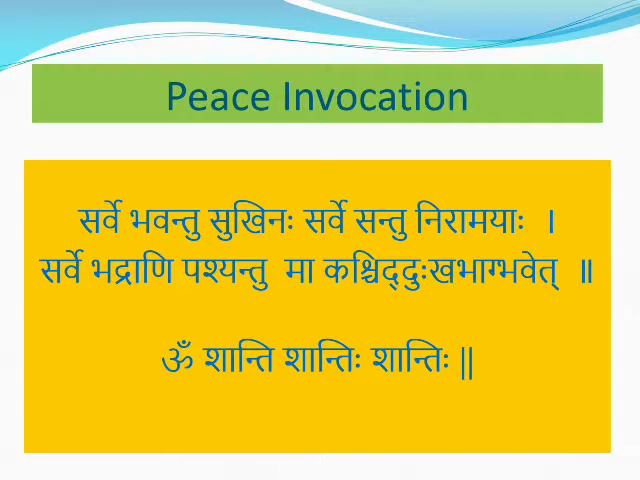 Peace Invocation
सर्वे भवन्तु सुखिनः सर्वे सन्तु निरामयाः ।
सर्वे भद्राणि पश्यन्तु मा कश्चिद्दुःखभाग्भवेत् ॥
ॐ शान्ति शान्तिः शान्तिः ||